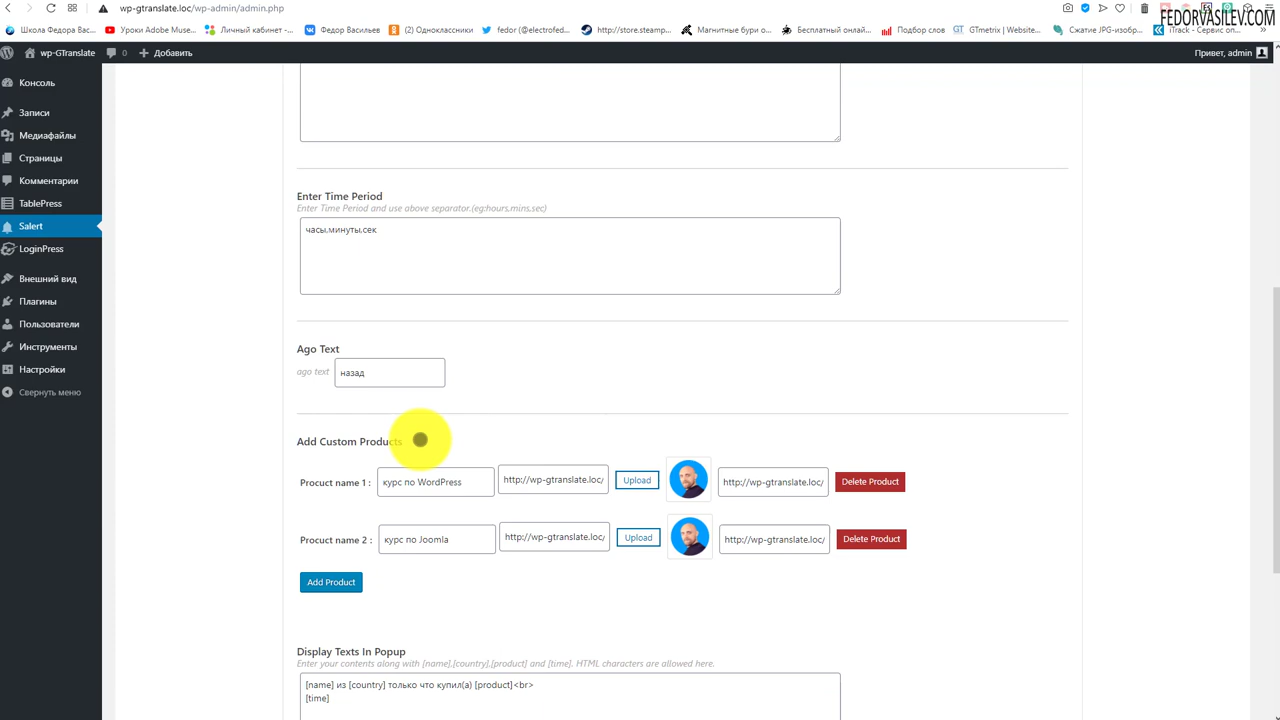 wp-gtranslate.loc/wp-admin/admin.php
FEDORVASILEV.COM
Школа Федора Вас...
Уроки Adobe Muse...
Личный кабинет -...
Федор Васильев
(2) Одноклассники
fedor (@electrofed...
http://store.steamp...
Магнитные бури о...
Бесплатный онлай...
Подбор слов
GTmetrix | Website...
Сжатие JPG-изобр...
iTrack - Сервис оп...
wp-GTranslate
0
Добавить
Привет, admin
Консоль
Записи
Медиафайлы
Страницы
Комментарии
TablePress
Salert
LoginPress
Внешний вид
Плагины
Пользователи
Инструменты
Настройки
Свернуть меню
Enter Time Period
Enter Time Period and use above separator.(eg:hours,mins,sec)
часы,минуты,сек
Ago Text
ago text
назад
Add Custom Products
Procuct name 1 :
курс по WordPress
http://wp-gtranslate.loc/
Upload
http://wp-gtranslate.loc/
Delete Product
Procuct name 2 :
курс по Joomla
http://wp-gtranslate.loc/
Upload
http://wp-gtranslate.loc/
Delete Product
Add Product
Display Texts In Popup
Enter your contents along with [name],[country],[product] and [time]. HTML characters are allowed here.
[name] из [country] только что купил(а) [product]<br>
[time]